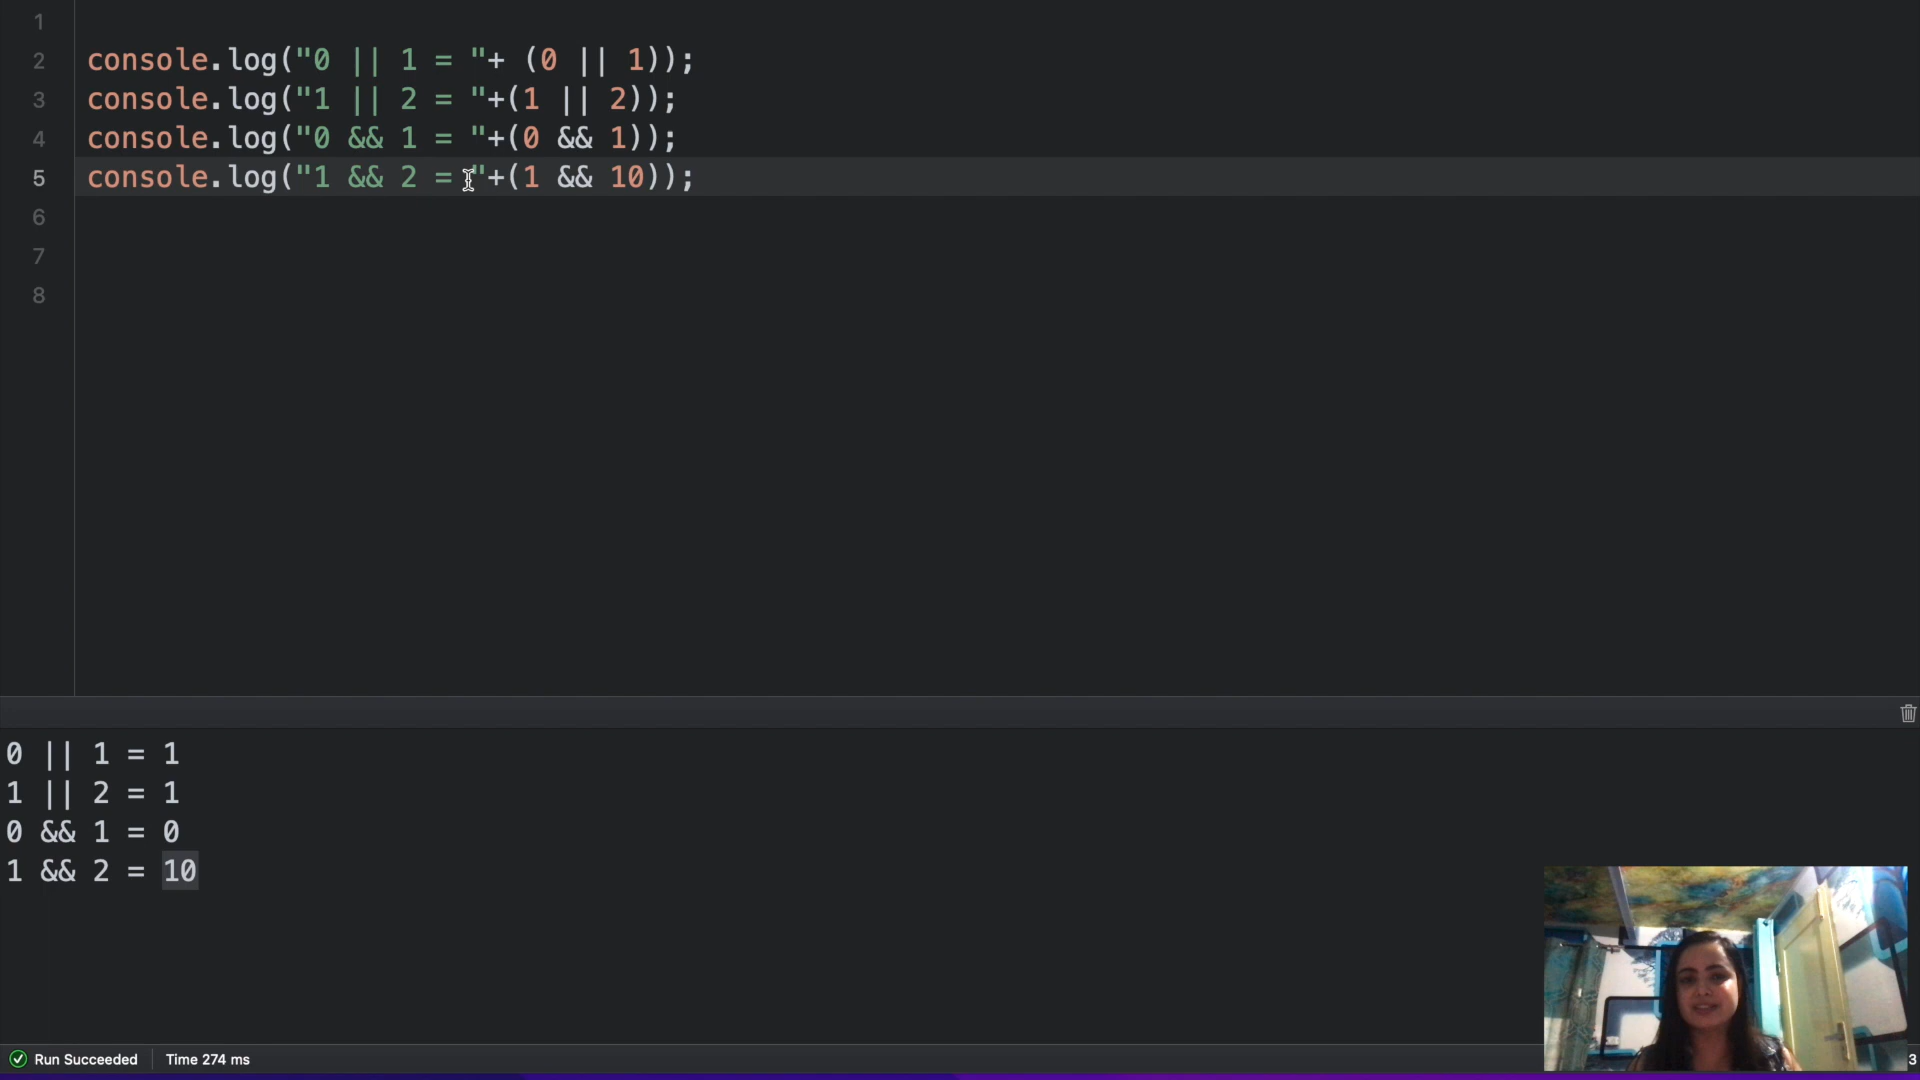 1
2 console.log("0 || 1 = "+ (0 || 1));
3 console.log("1 || 2 = "+(1 || 2));
4 console.log("0 && 1 = "+(0 && 1));
5 console.log("1 && 2 = "+(1 && 10));
6
7
8
0 || 1 = 1
1 || 2 = 1
0 && 1 = 0
1 && 2 = 10
Run Succeeded Time 274 ms 3